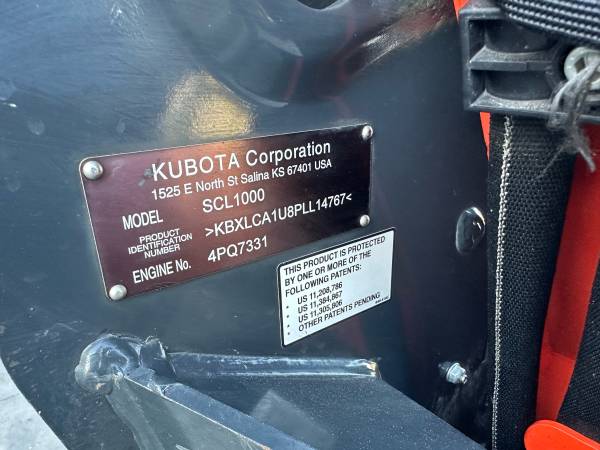 KUBOTA Corporation
1525 E North St Salina KS 67401 USA
MODEL SCL1000
PRODUCT
IDENTIFICATION >KBXLCA1U8PLL14767<
NUMBER
ENGINE No. 4PQ7331
THIS PRODUCT IS PROTECTED
BY ONE OR MORE OF THE
FOLLOWING PATENTS:
· US 11,208,786
· US 11,384,867
· US 11,305,806
· OTHER PATENTS PENDING